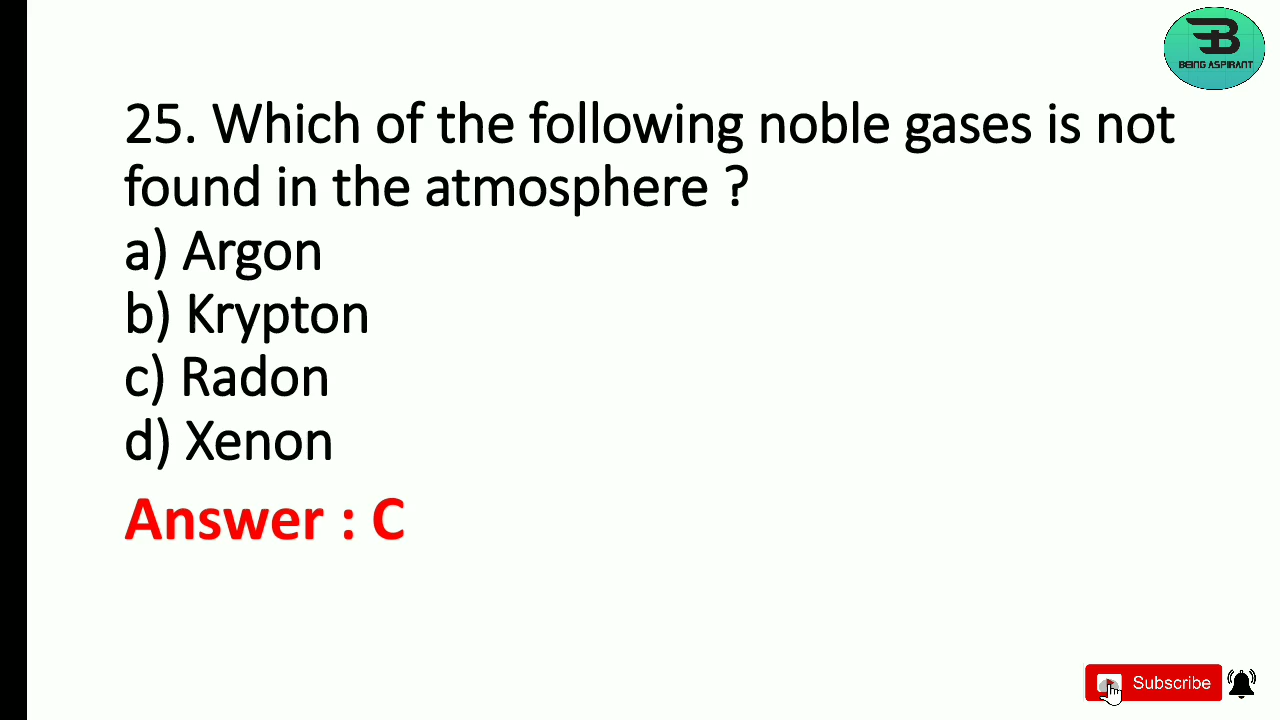 BEING ASPIRANT
25. Which of the following noble gases is not
found in the atmosphere ?
a) Argon
b) Krypton
c) Radon
d) Xenon
Answer : C
Subscribe